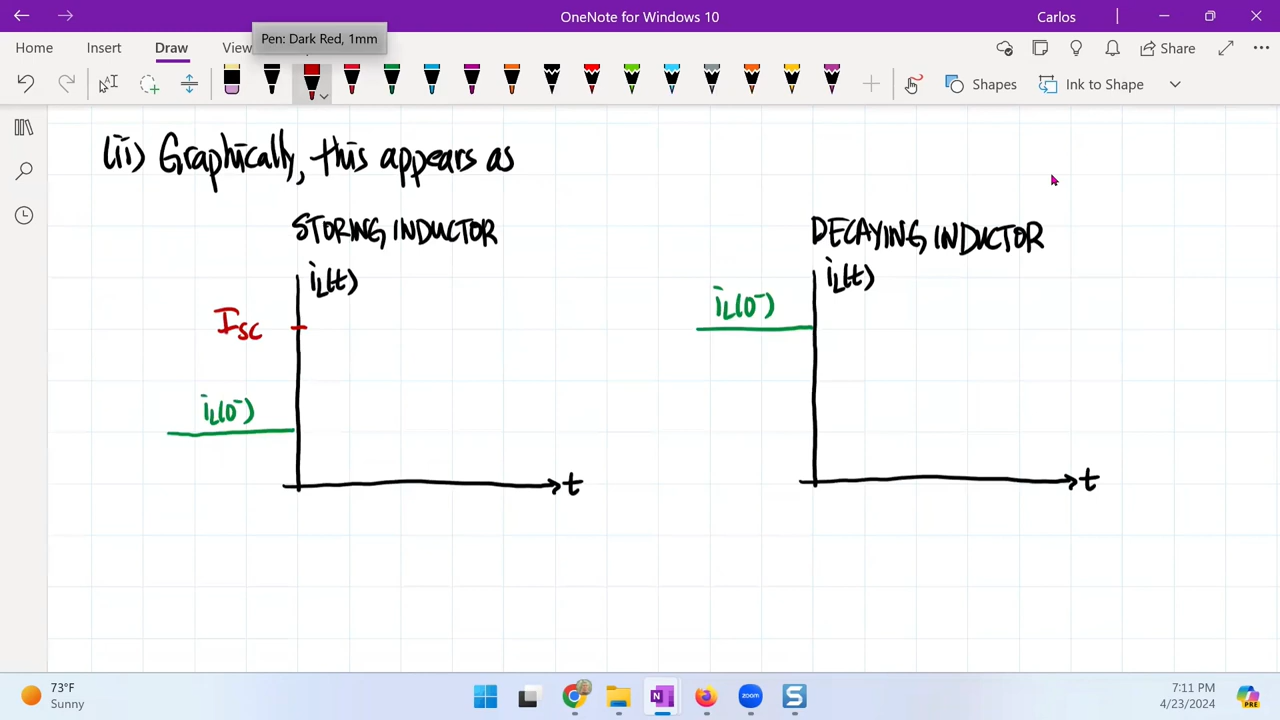 OneNote for Windows 10
Carlos
Pen: Dark Red, 1mm
Home
Insert
Draw
View
Share
Shapes
Ink to Shape
(ii) Graphically, this appears as
STORING INDUCTOR
DECAYING INDUCTOR
iL(t)
iL(t)
ISC
iL(0⁻)
iL(0⁻)
t
t
73°F
Sunny
7:11 PM
4/23/2024
PRE